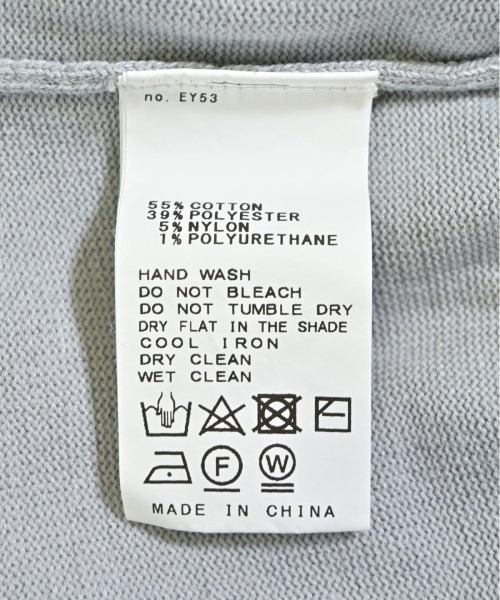 no. EY53
55% COTTON
39% POLYESTER
5% NYLON
1% POLYURETHANE
HAND WASH
DO NOT BLEACH
DO NOT TUMBLE DRY
DRY FLAT IN THE SHADE
COOL IRON
DRY CLEAN
WET CLEAN
F W
MADE IN CHINA